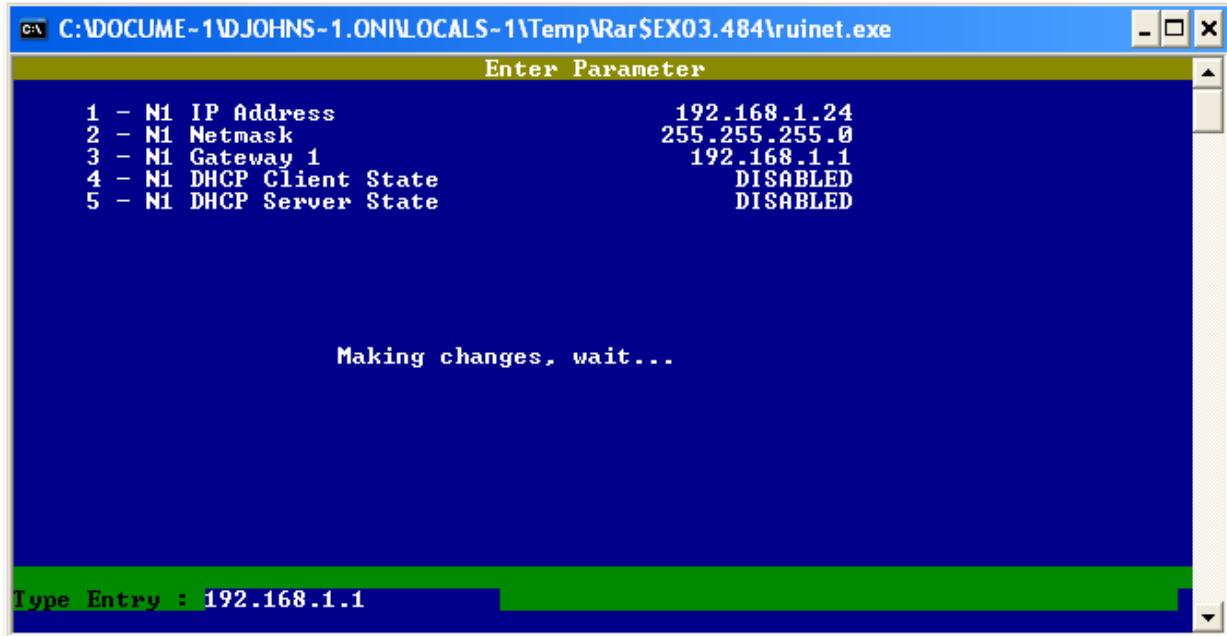 C:\DOCUME~1\DJOHNS~1.ONI\LOCALS~1\Temp\Rar$EX03.484\ruinet.exe
Enter Parameter
1 - N1 IP Address 192.168.1.24
2 - N1 Netmask 255.255.255.0
3 - N1 Gateway 1 192.168.1.1
4 - N1 DHCP Client State DISABLED
5 - N1 DHCP Server State DISABLED
Making changes, wait...
Type Entry : 192.168.1.1